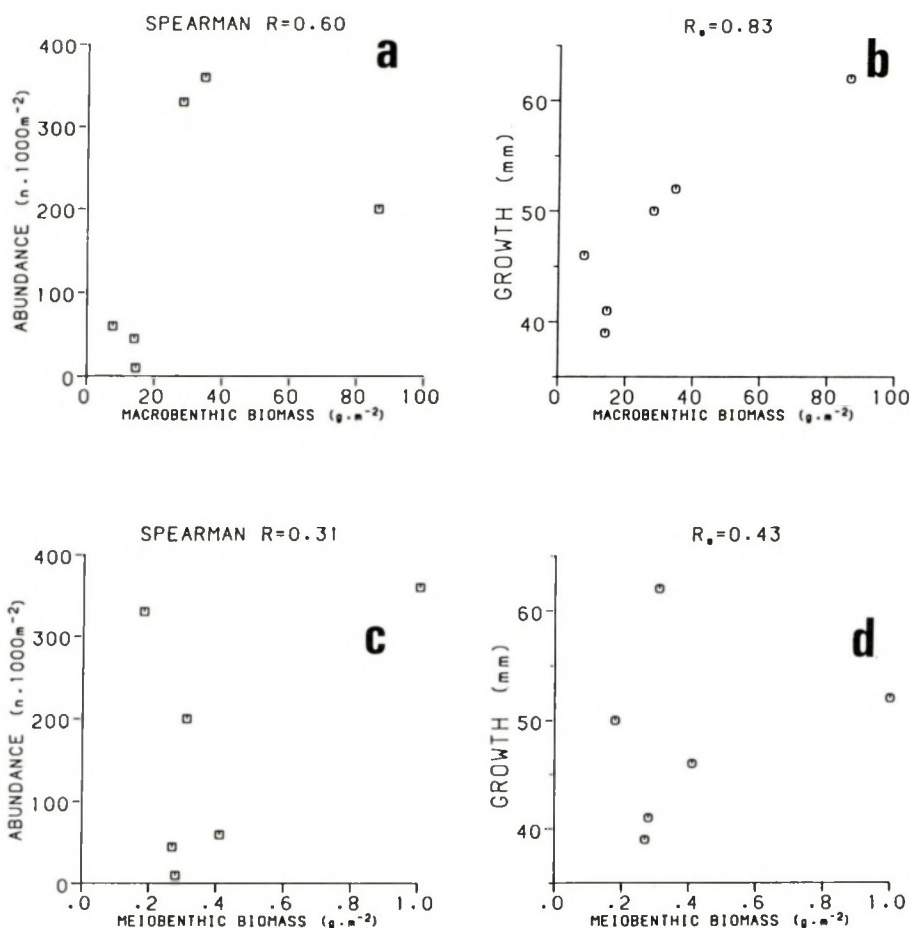 SPEARMAN R=0.60
a
ABUNDANCE (n.1000m⁻²)
400
300
200
100
0
0 20 40 60 80 100
MACROBENTHIC BIOMASS (g.m⁻²)
Rₛ=0.83
b
GROWTH (mm)
60
50
40
0 20 40 60 80 100
MACROBENTHIC BIOMASS (g.m⁻²)
SPEARMAN R=0.31
c
ABUNDANCE (n.1000m⁻²)
400
300
200
100
0
.0 .2 .4 .6 .8 1.0
MEIOBENTHIC BIOMASS (g.m⁻²)
Rₛ=0.43
d
GROWTH (mm)
60
50
40
.0 .2 .4 .6 .8 1.0
MEIOBENTHIC BIOMASS (g.m⁻²)